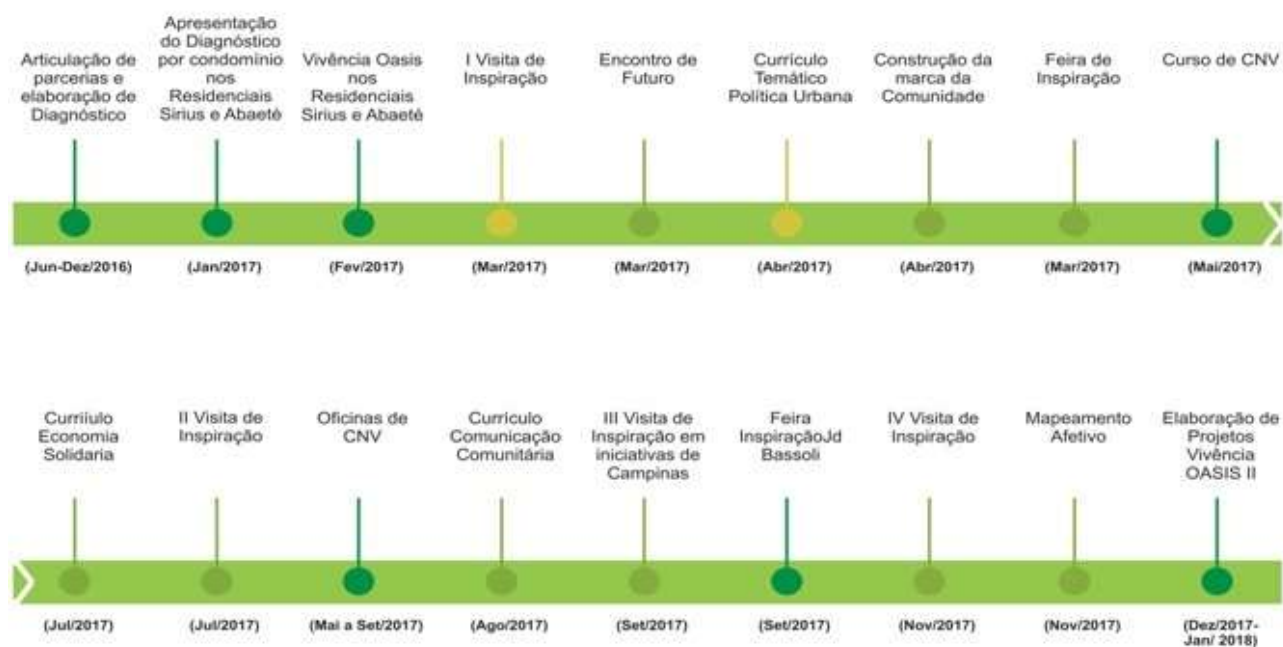 Articulação de
parcerias e
elaboração de
Diagnóstico
Apresentação
do Diagnóstico
por condomínio
nos
Residenciais
Sirius e Abaeté
Vivência Oasis
nos
Residenciais
Sirius e Abaeté
I Visita de
Inspiração
Encontro de
Futuro
Currículo
Temático
Política Urbana
Construção da
marca da
Comunidade
Feira de
Inspiração
Curso de CNV
(Jun-Dez/2016)
(Jan/2017)
(Fev/2017)
(Mar/2017)
(Mar/2017)
(Abr/2017)
(Abr/2017)
(Mar/2017)
(Mai/2017)
Curriíulo
Economia
Solidaria
II Visita de
Inspiração
Oficinas de
CNV
Currículo
Comunicação
Comunitária
III Visita de
Inspiração em
iniciativas de
Campinas
Feira
InspiraçãoJd
Bassoli
IV Visita de
Inspiração
Mapeamento
Afetivo
Elaboração de
Projetos
Vivência
OASIS II
(Jul/2017)
(Jul/2017)
(Mai a Set/2017)
(Ago/2017)
(Set/2017)
(Set/2017)
(Nov/2017)
(Nov/2017)
(Dez/2017-
Jan/ 2018)